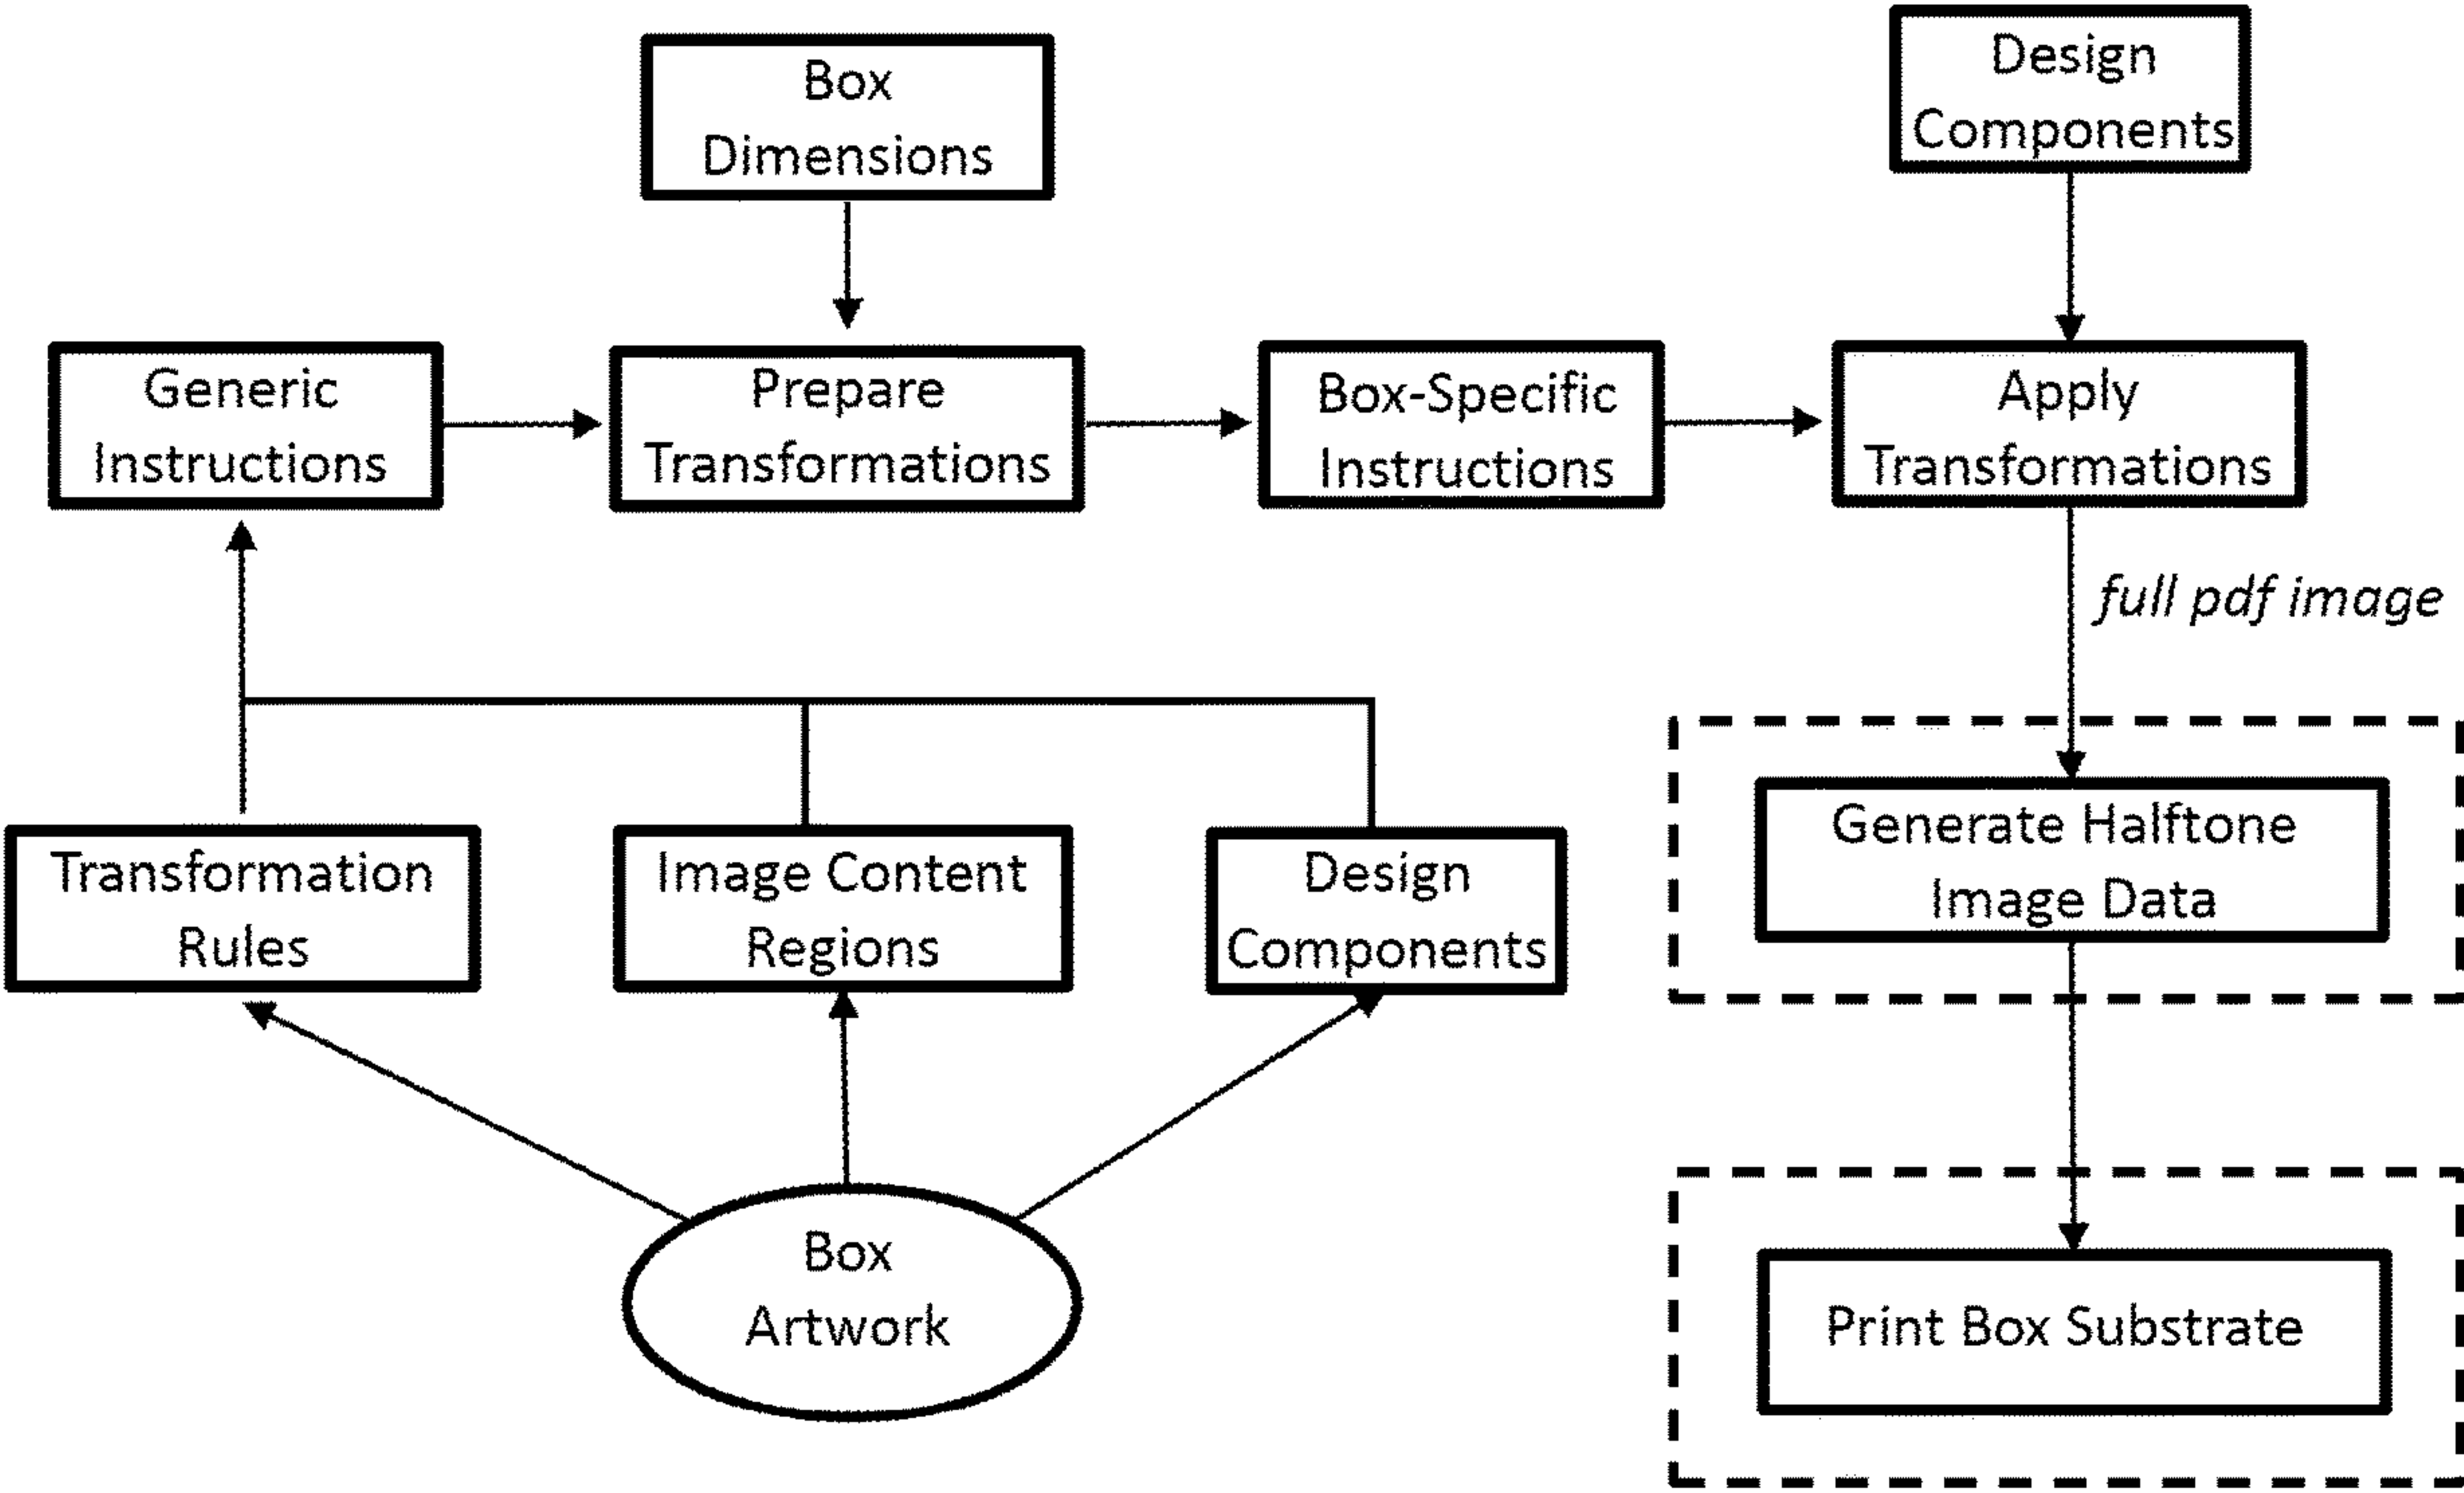 Box
Dimensions
Design
Components
Generic
Instructions
Prepare
Transformations
Box-Specific
Instructions
Apply
Transformations
full pdf image
Transformation
Rules
Image Content
Regions
Design
Components
Generate Halftone
Image Data
Box
Artwork
Print Box Substrate